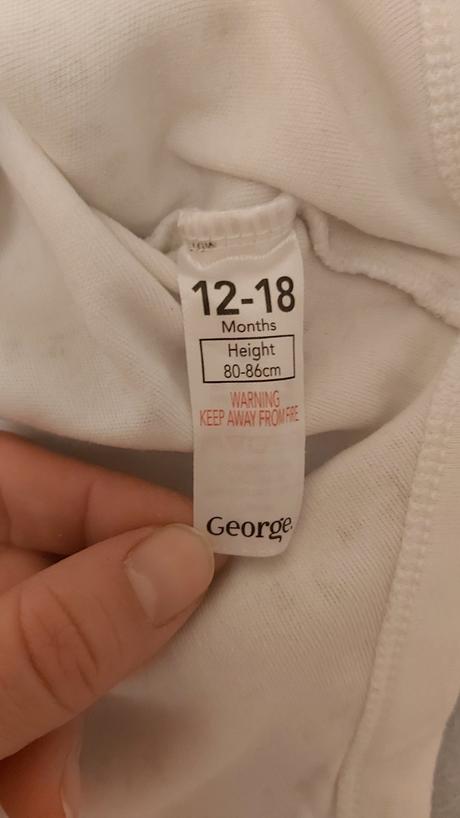 12-18
Months
Height
80-86cm
WARNING
KEEP AWAY FROM FIRE
George.